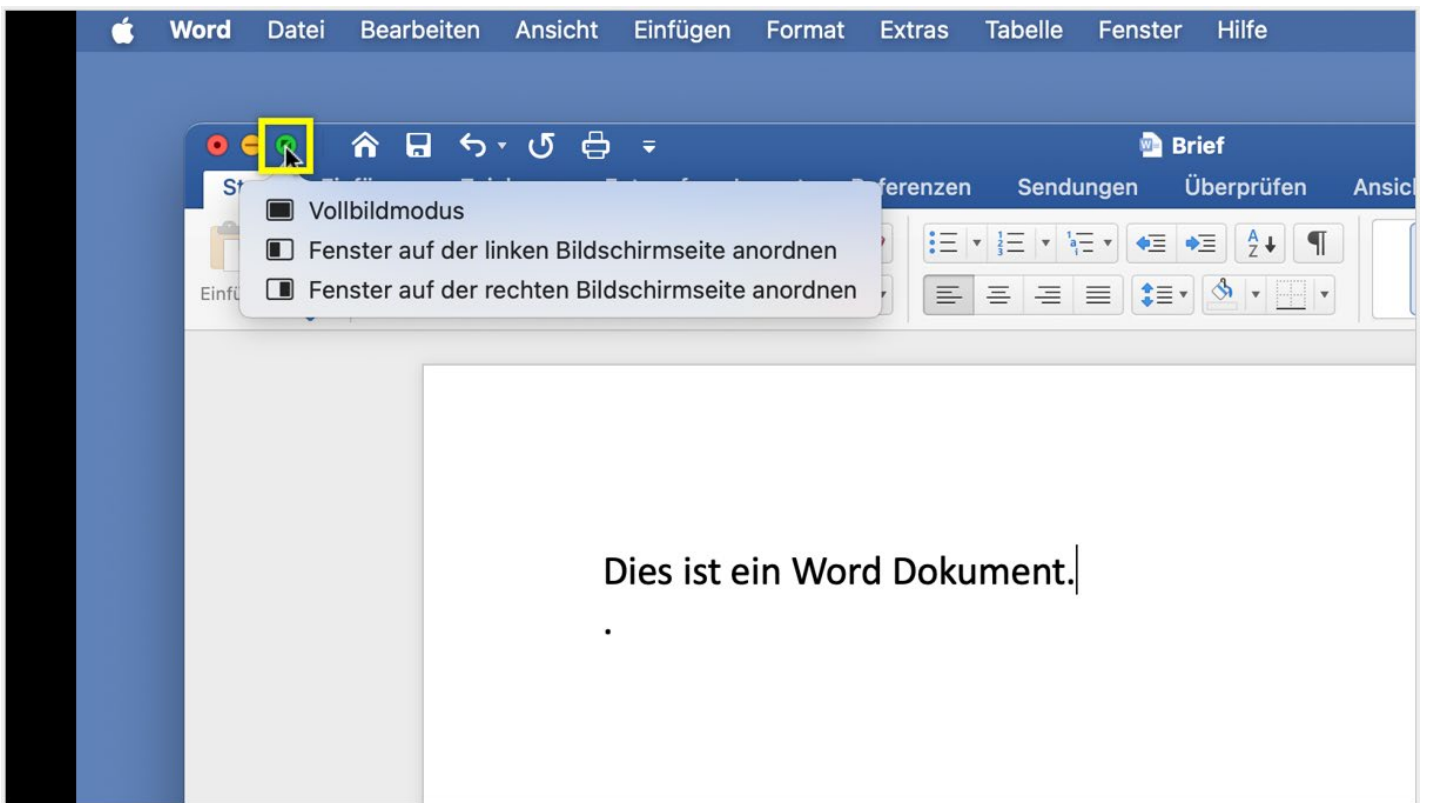 Word Datei Bearbeiten Ansicht Einfügen Format Extras Tabelle Fenster Hilfe
Brief
Sendungen Überprüfen
Vollbildmodus
Fenster auf der linken Bildschirmseite anordnen
Fenster auf der rechten Bildschirmseite anordnen
Dies ist ein Word Dokument.
.